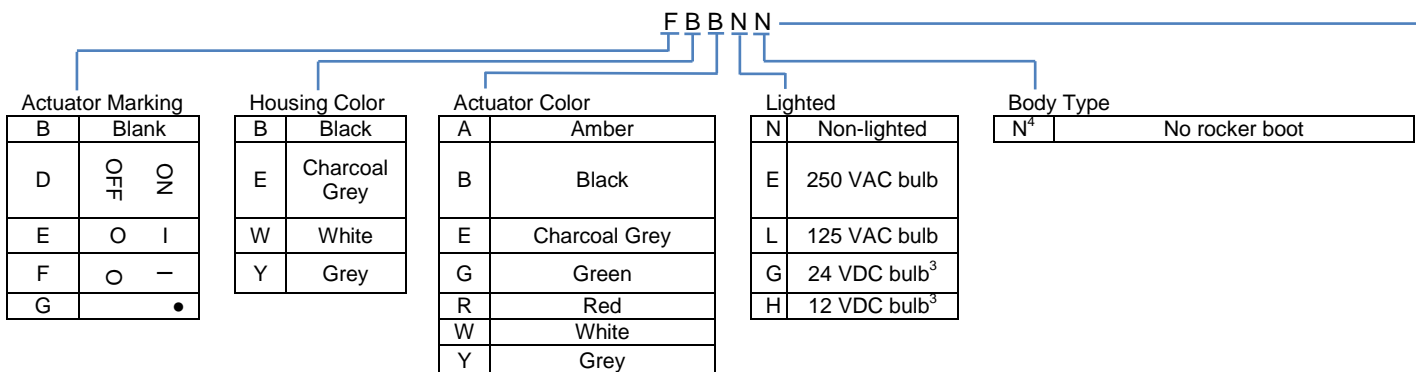 F B B N N
Actuator Marking
B Blank
D OFF ON
E O I
F O I
G ●
Housing Color
B Black
E Charcoal
Grey
W White
Y Grey
Actuator Color
A Amber
B Black
E Charcoal Grey
G Green
R Red
W White
Y Grey
Lighted
N Non-lighted
E 250 VAC bulb
L 125 VAC bulb
G 24 VDC bulb³
H 12 VDC bulb³
Body Type
N⁴ No rocker boot